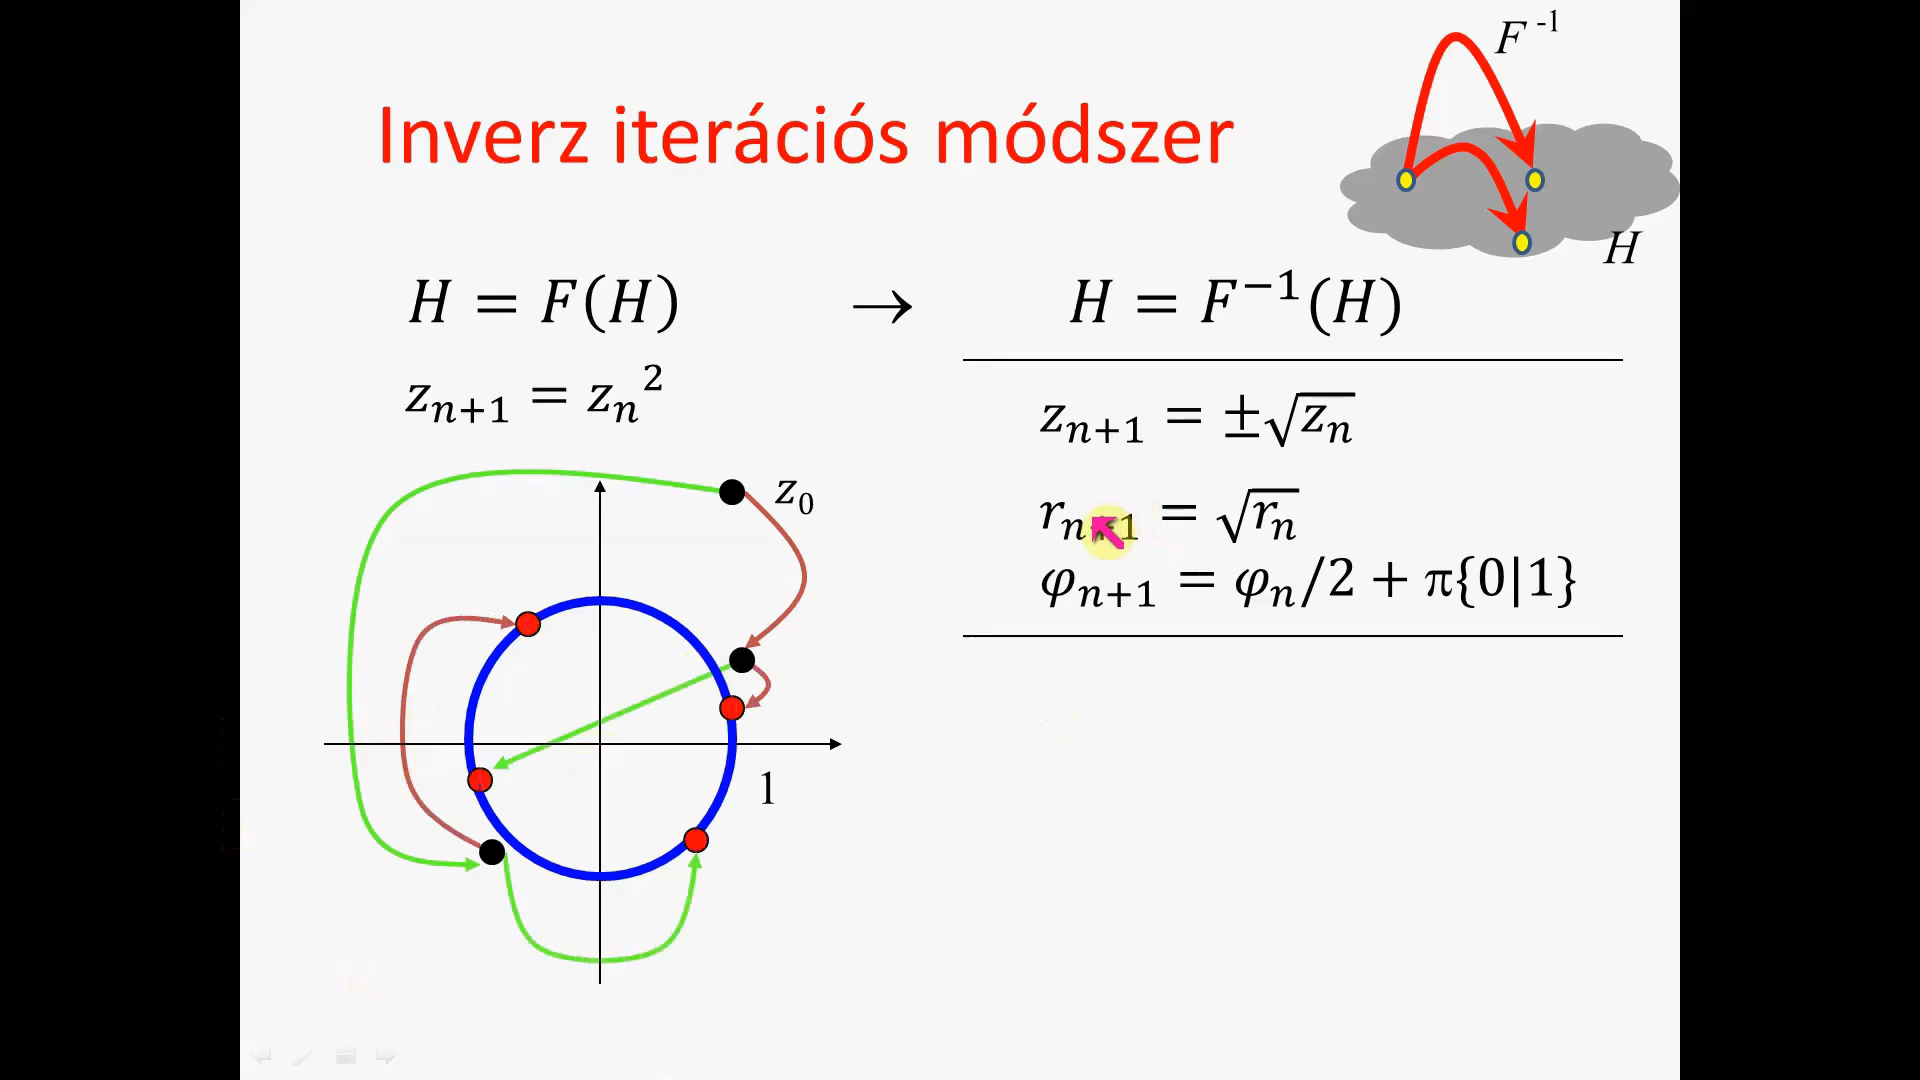 F⁻¹
Inverz iterációs módszer
H
H = F(H) → H = F⁻¹(H)
zₙ₊₁ = zₙ²
zₙ₊₁ = ±√zₙ
z₀
rₙ₊₁ = √rₙ
φₙ₊₁ = φₙ/2 + π{0|1}
1